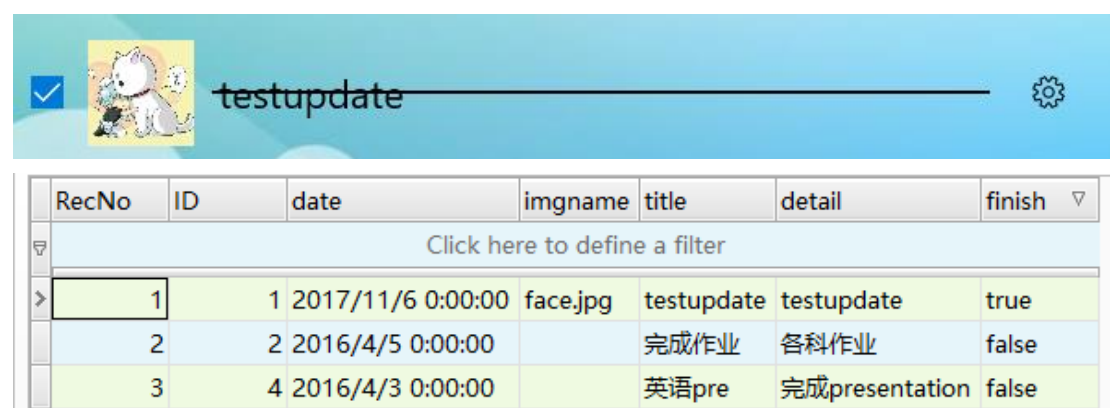 testupdate
RecNo ID date imgname title detail finish
Click here to define a filter
1 1 2017/11/6 0:00:00 face.jpg testupdate testupdate true
2 2 2016/4/5 0:00:00 完成作业 各科作业 false
3 4 2016/4/3 0:00:00 英语pre 完成presentation false